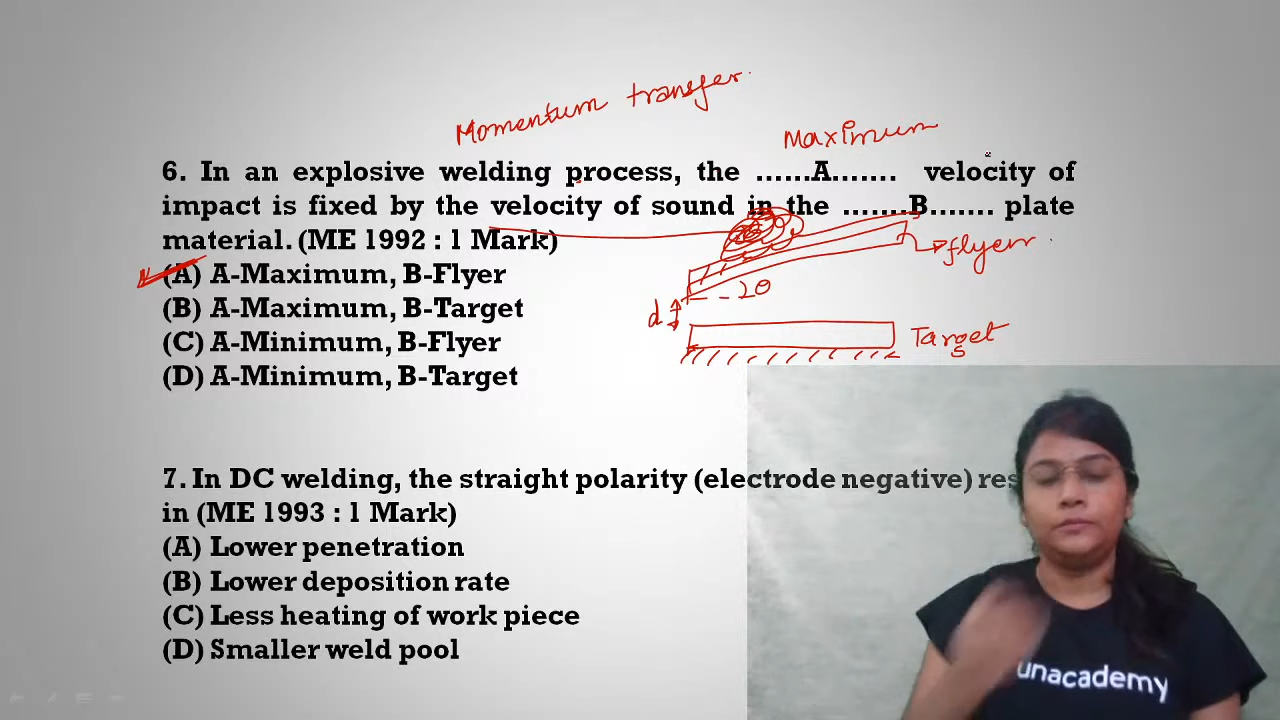 Momentum transfer.
Maximum
6. In an explosive welding process, the ......A....... velocity of
impact is fixed by the velocity of sound in the .......B....... plate
material. (ME 1992 : 1 Mark)
flyer
(A) A-Maximum, B-Flyer
20
(B) A-Maximum, B-Target
d
Target
(C) A-Minimum, B-Flyer
(D) A-Minimum, B-Target
7. In DC welding, the straight polarity (electrode negative) res
in (ME 1993 : 1 Mark)
(A) Lower penetration
(B) Lower deposition rate
(C) Less heating of work piece
(D) Smaller weld pool
unacademy